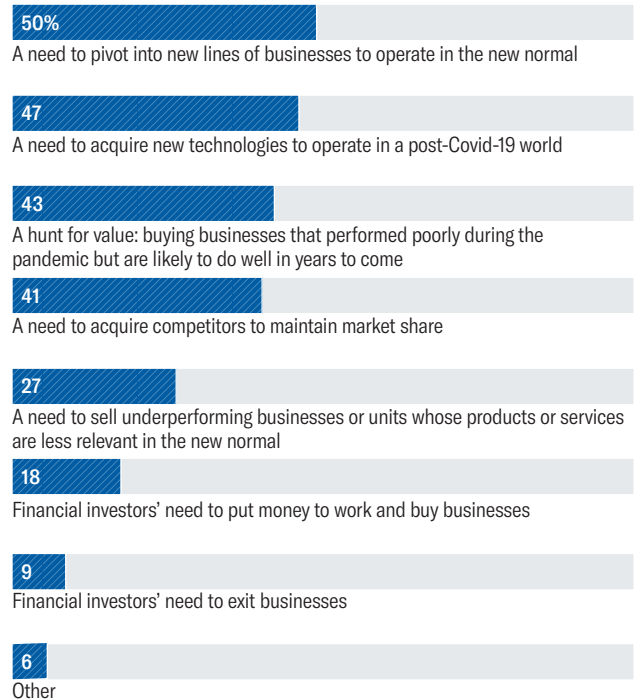 50%
A need to pivot into new lines of businesses to operate in the new normal
47
A need to acquire new technologies to operate in a post-Covid-19 world
43
A hunt for value: buying businesses that performed poorly during the
pandemic but are likely to do well in years to come
41
A need to acquire competitors to maintain market share
27
A need to sell underperforming businesses or units whose products or services
are less relevant in the new normal
18
Financial investors’ need to put money to work and buy businesses
9
Financial investors’ need to exit businesses
6
Other